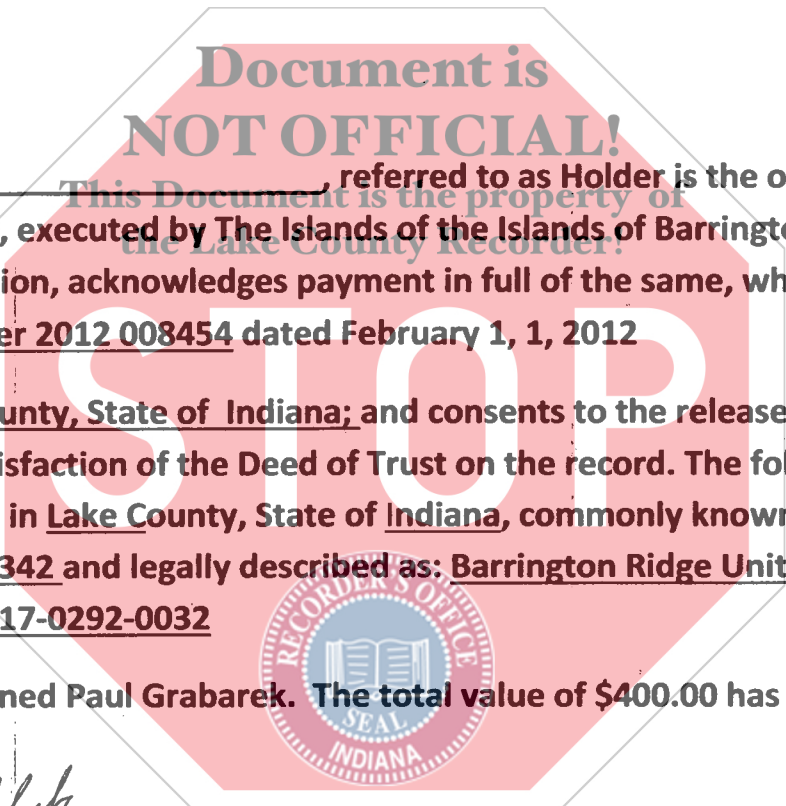 Document is
NOT OFFICIAL!
, referred to as Holder is the o
This Document is the property of
, executed by The Islands of the Islands of Barringto
the Lake County Recorder!
ion, acknowledges payment in full of the same, wh
er 2012 008454 dated February 1, 1, 2012
STOP
unty, State of Indiana; and consents to the release
isfaction of the Deed of Trust on the record. The fol
in Lake County, State of Indiana, commonly known
342 and legally described as: Barrington Ridge Unit
17-0292-0032
RECORDER'S OFFICE
ned Paul Grabarek. The total value of $400.00 has
SEAL
INDIANA